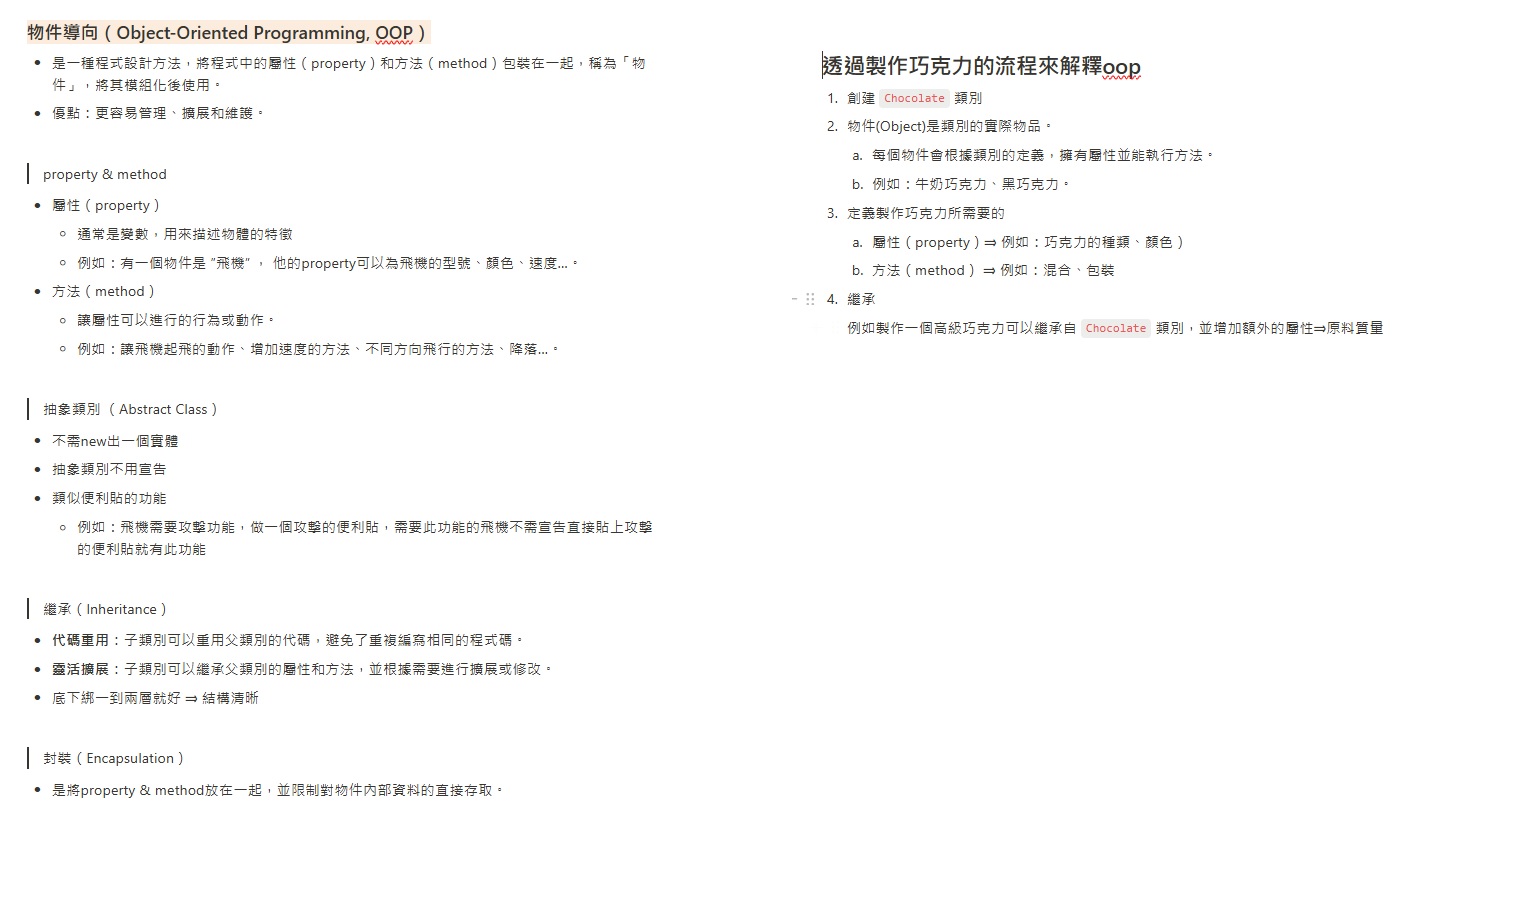 物件導向（Object-Oriented Programming, OOP）
• 是一種程式設計方法，將程式中的屬性（property）和方法（method）包裝在一起，稱為「物
件」，將其模組化後使用。
• 優點：更容易管理、擴展和維護。
property & method
• 屬性（property）
◦ 通常是變數，用來描述物體的特徵
◦ 例如：有一個物件是 "飛機" ， 他的property可以為飛機的型號、顏色、速度…。
• 方法（method）
◦ 讓屬性可以進行的行為或動作。
◦ 例如：讓飛機起飛的動作、增加速度的方法、不同方向飛行的方法、降落…。
抽象類別 （Abstract Class）
• 不需new出一個實體
• 抽象類別不用宣告
• 類似便利貼的功能
◦ 例如：飛機需要攻擊功能，做一個攻擊的便利貼，需要此功能的飛機不需宣告直接貼上攻擊
的便利貼就有此功能
繼承（Inheritance）
• 代碼重用：子類別可以重用父類別的代碼，避免了重複編寫相同的程式碼。
• 靈活擴展：子類別可以繼承父類別的屬性和方法，並根據需要進行擴展或修改。
• 底下綁一到兩層就好 ⇒ 結構清晰
封裝（Encapsulation）
• 是將property & method放在一起，並限制對物件內部資料的直接存取。
透過製作巧克力的流程來解釋oop
1. 創建 Chocolate 類別
2. 物件(Object)是類別的實際物品。
a. 每個物件會根據類別的定義，擁有屬性並能執行方法。
b. 例如：牛奶巧克力、黑巧克力。
3. 定義製作巧克力所需要的
a. 屬性（property）⇒ 例如：巧克力的種類、顏色）
b. 方法（method） ⇒ 例如：混合、包裝
4. 繼承
例如製作一個高級巧克力可以繼承自 Chocolate 類別，並增加額外的屬性⇒原料質量